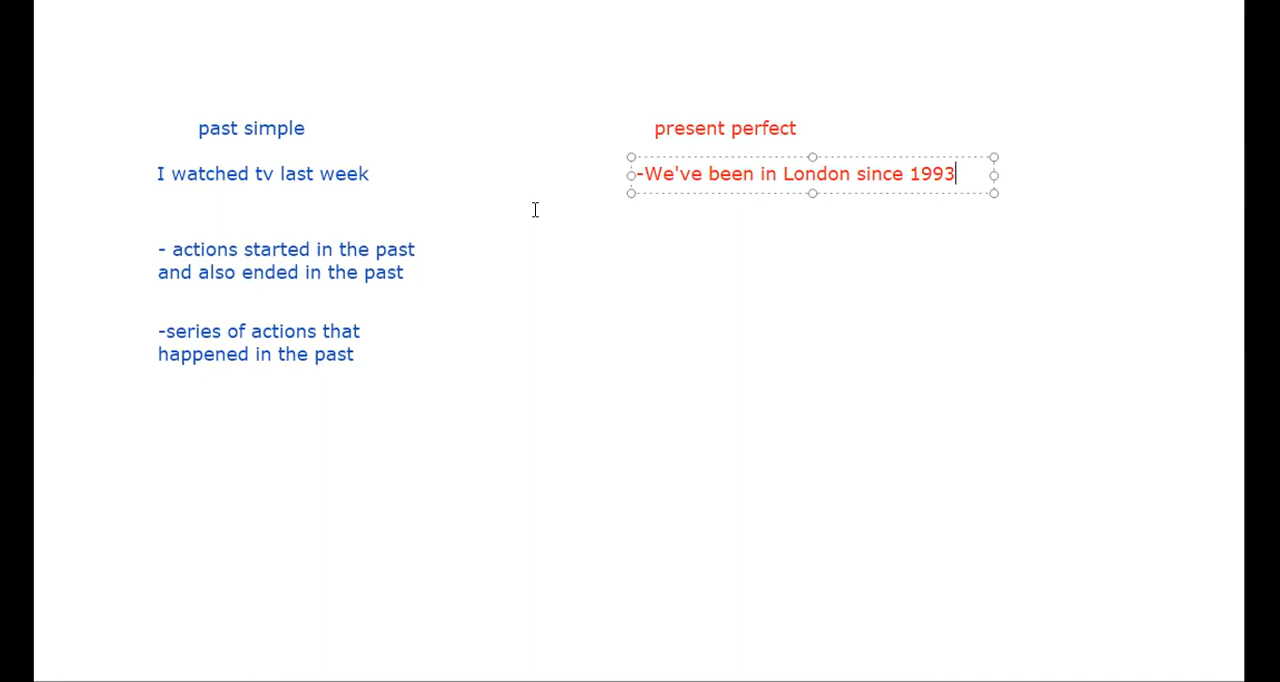 past simple
present perfect
I watched tv last week
-We've been in London since 1993
- actions started in the past
and also ended in the past
-series of actions that
happened in the past